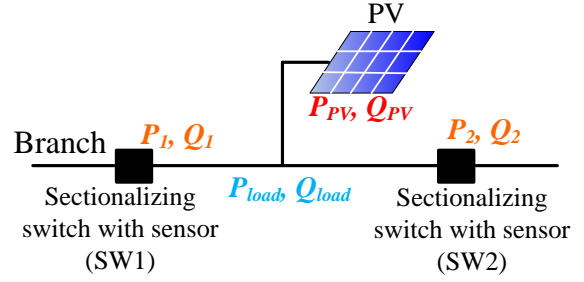 PV
P_PV, Q_PV
Branch
P_1, Q_1
P_2, Q_2
P_load, Q_load
Sectionalizing
switch with sensor
(SW1)
Sectionalizing
switch with sensor
(SW2)